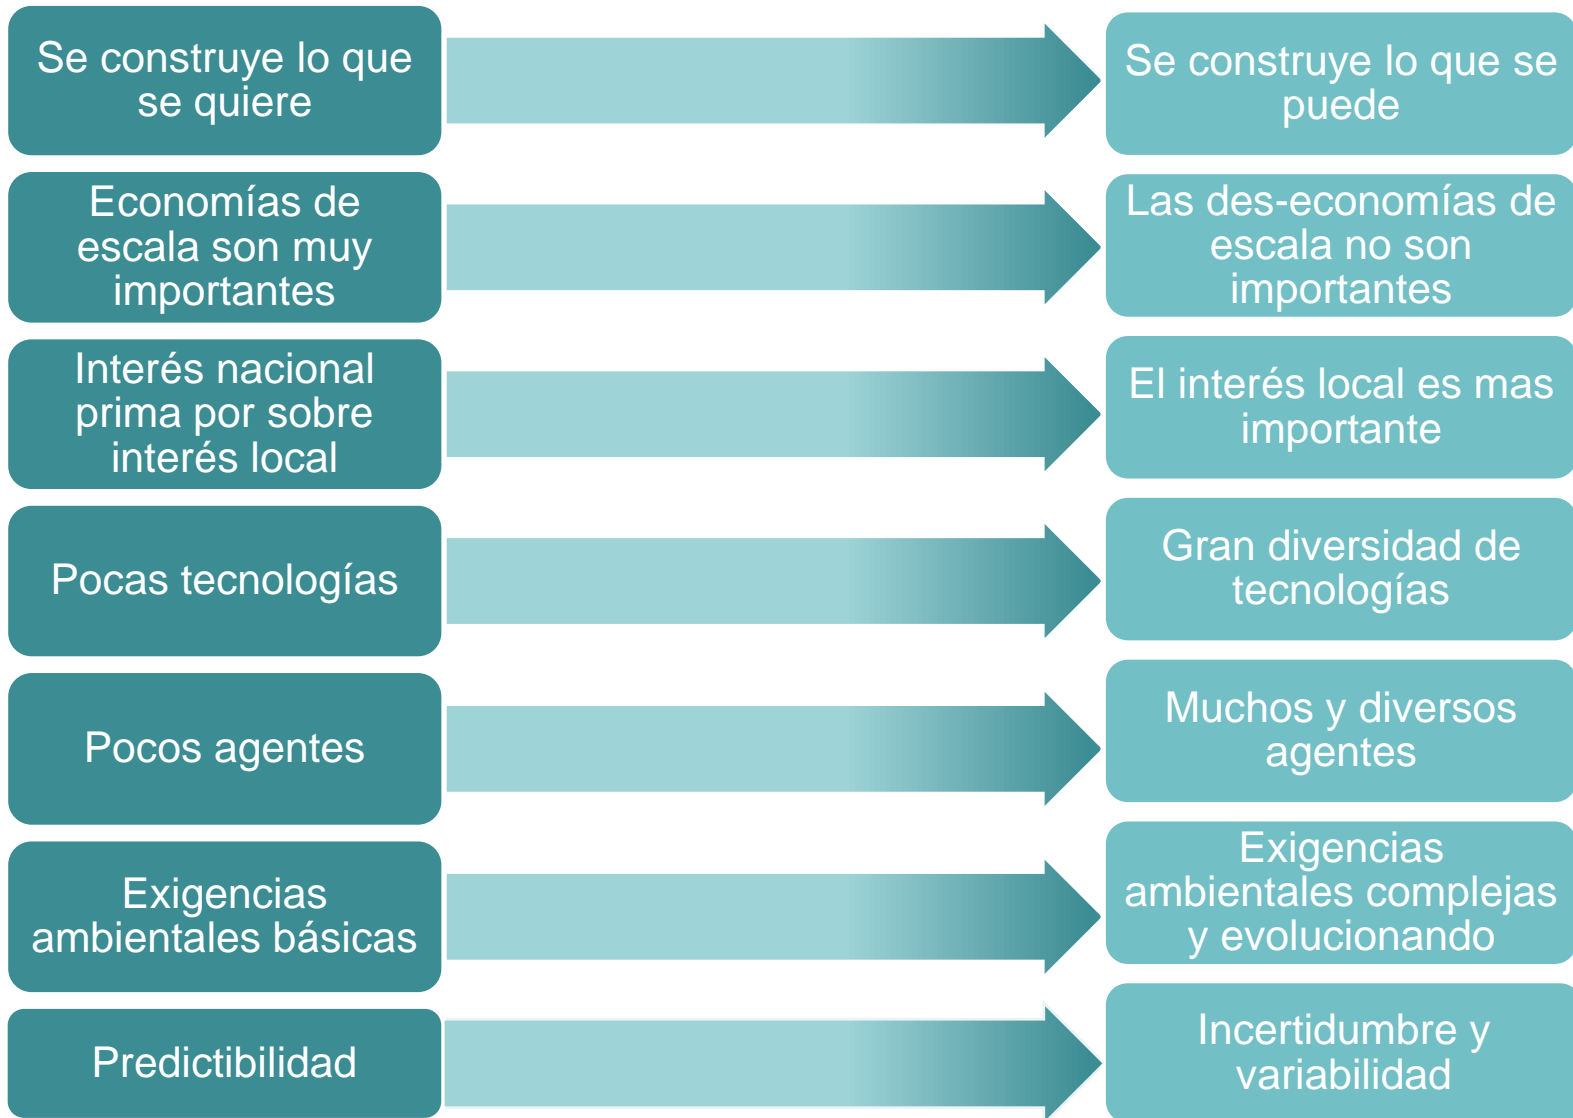 Se construye lo que
se quiere
Se construye lo que se
puede
Economías de
escala son muy
importantes
Las des-economías de
escala no son
importantes
Interés nacional
prima por sobre
interés local
El interés local es mas
importante
Pocas tecnologías
Gran diversidad de
tecnologías
Pocos agentes
Muchos y diversos
agentes
Exigencias
ambientales básicas
Exigencias
ambientales complejas
y evolucionando
Predictibilidad
Incertidumbre y
variabilidad